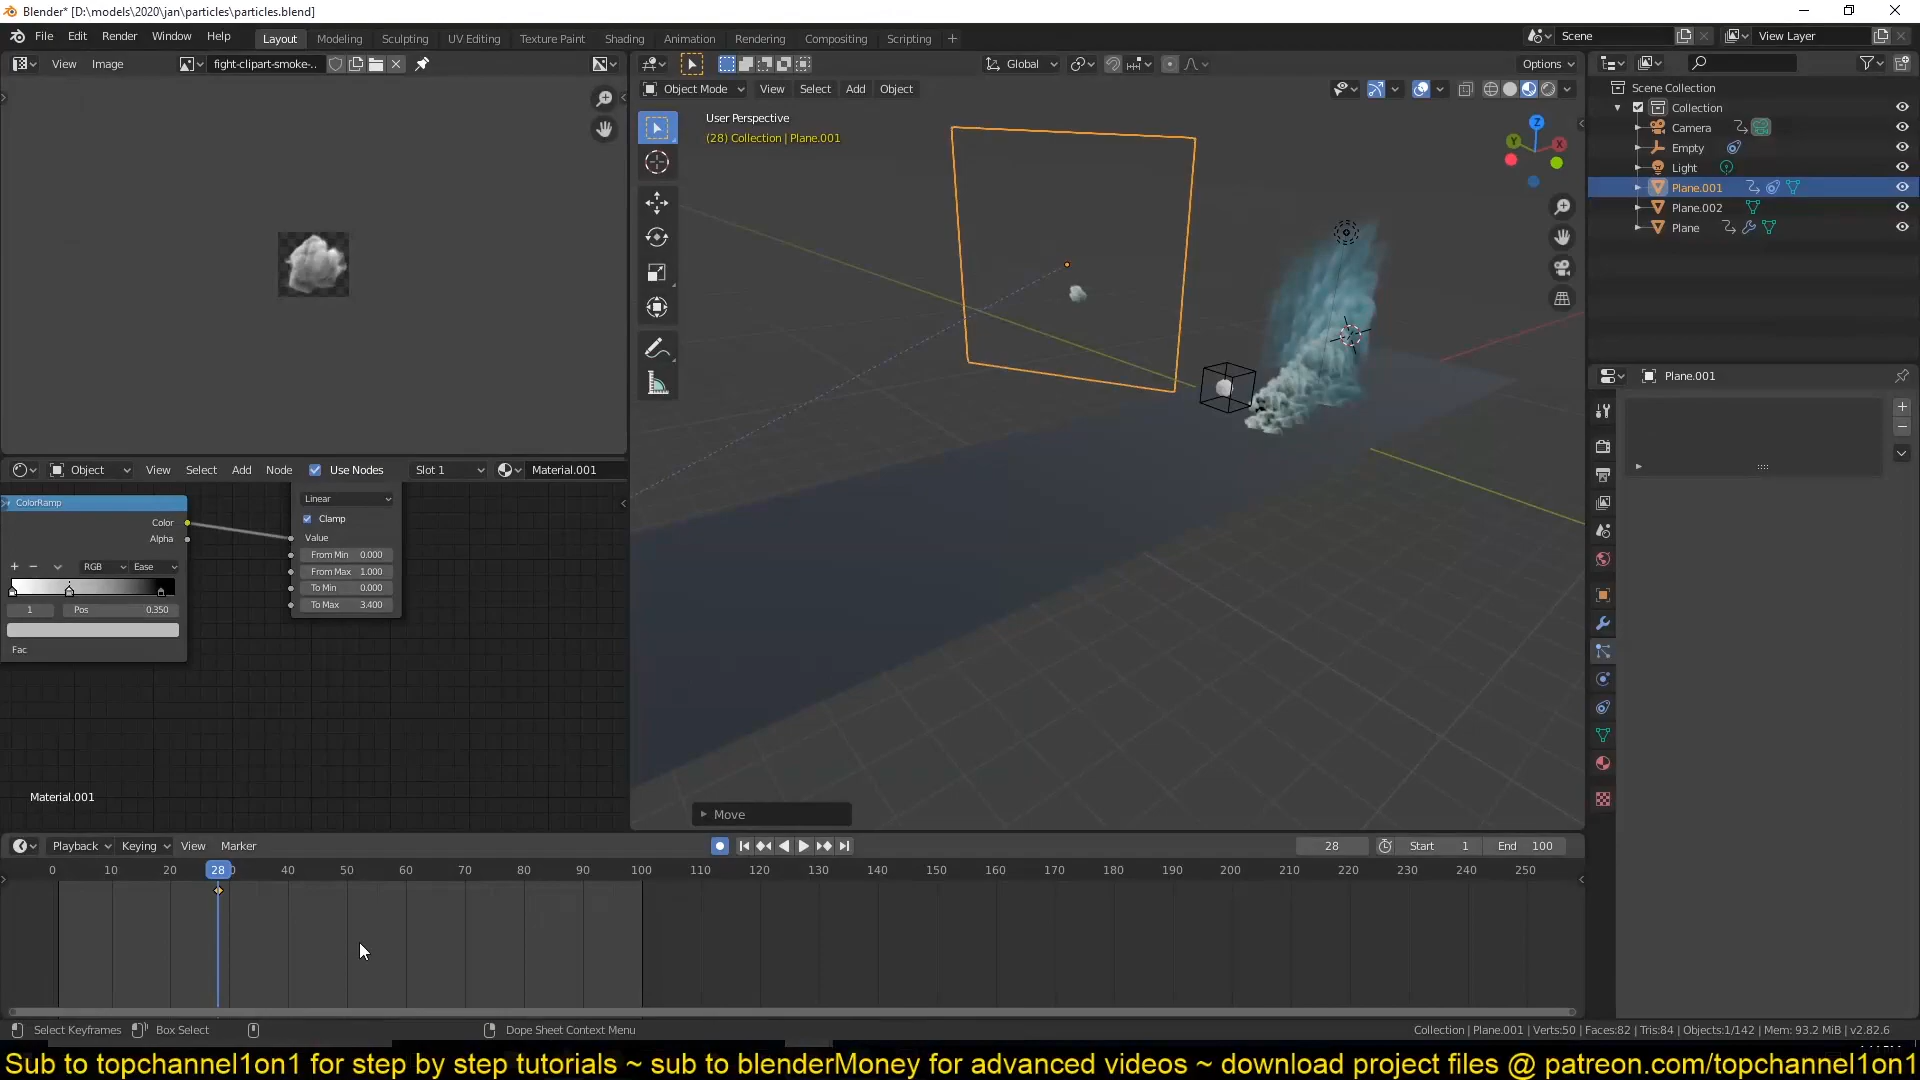 Blender* [D:\models\2020\jan\particles\particles.blend]
File Edit Render Window Help
Layout Modeling Sculpting UV Editing Texture Paint Shading Animation Rendering Compositing Scripting
Scene
View Layer
View Image
fight-clipart-smoke-..
Global
Options
Object Mode View Select Add Object
User Perspective
(28) Collection | Plane.001
Scene Collection
Collection
Camera
Empty
Light
Plane.001
Plane.002
Plane
Plane.001
Object View Select Add Node Use Nodes Slot 1 Material.001
ColorRamp
Color
Alpha
RGB Ease
1 Pos 0.350
Fac
Linear
Clamp
Value
From Min 0.000
From Max 1.000
To Min 0.000
To Max 3.400
Material.001
Move
Playback Keying View Marker
28 Start 1 End 100
0 10 20 28 40 50 60 70 80 90 100 110 120 130 140 150 160 170 180 190 200 210 220 230 240 250
Select Keyframes Box Select Dope Sheet Context Menu
Collection | Plane.001 | Verts:50 | Faces:82 | Tris:84 | Objects:1/142 | Mem: 93.2 MiB | v2.82.6
Sub to topchannel1on1 for step by step tutorials ~ sub to blenderMoney for advanced videos ~ download project files @ patreon.com/topchannel1on1